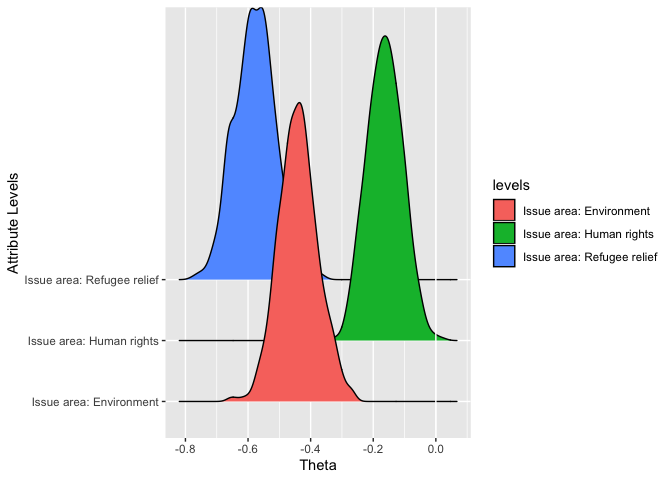 Attribute Levels
Issue area: Refugee relief
Issue area: Human rights
Issue area: Environment
-0.8 -0.6 -0.4 -0.2 0.0
Theta
levels
Issue area: Environment
Issue area: Human rights
Issue area: Refugee relief